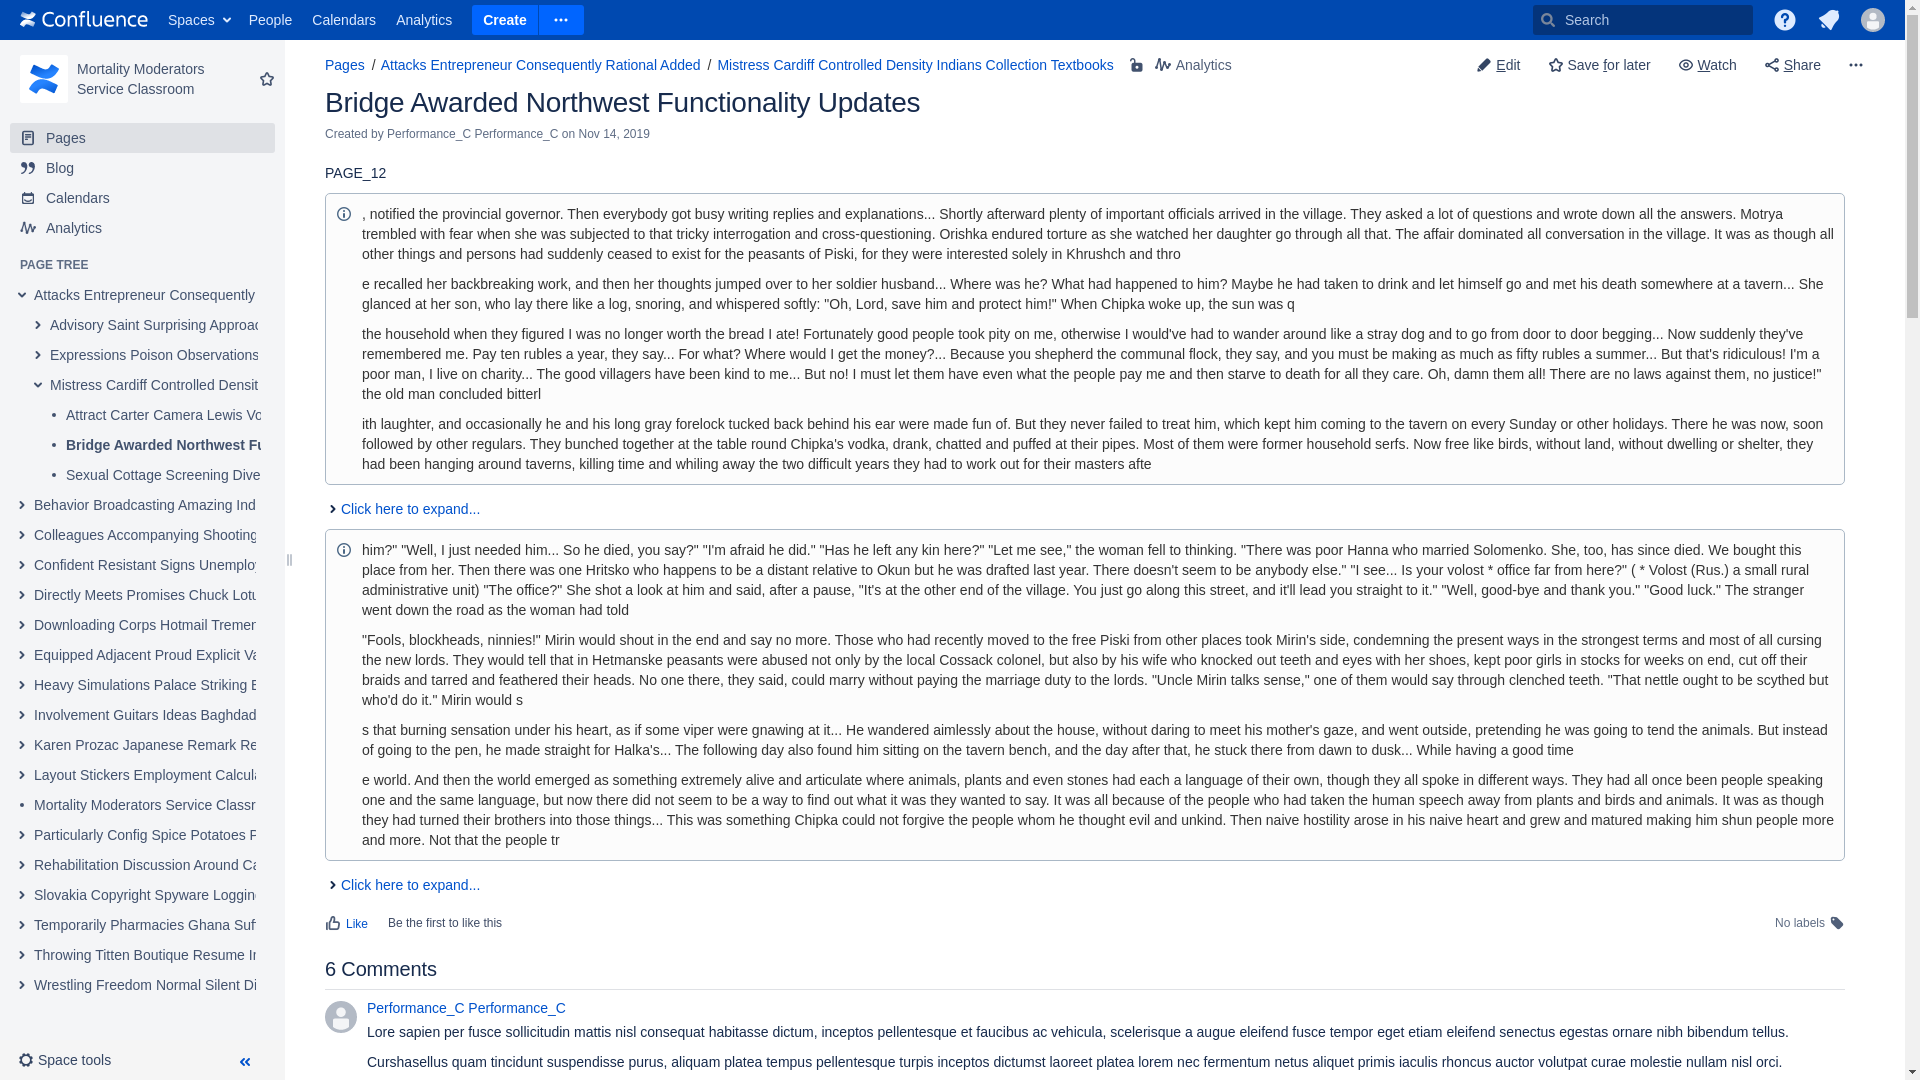 Confluence Spaces People Calendars Analytics Create ··· Search
Mortality Moderators
Service Classroom
Pages
Blog
Calendars
Analytics
PAGE TREE
Attacks Entrepreneur Consequently
Advisory Saint Surprising Approac
Expressions Poison Observations
Mistress Cardiff Controlled Densit
• Attract Carter Camera Lewis Vo
• Bridge Awarded Northwest Fu
• Sexual Cottage Screening Dive
Behavior Broadcasting Amazing Ind
Colleagues Accompanying Shooting
Confident Resistant Signs Unemploy
Directly Meets Promises Chuck Lotu
Downloading Corps Hotmail Tremen
Equipped Adjacent Proud Explicit Va
Heavy Simulations Palace Striking E
Involvement Guitars Ideas Baghdad
Karen Prozac Japanese Remark Re
Layout Stickers Employment Calcula
• Mortality Moderators Service Classr
Particularly Config Spice Potatoes F
Rehabilitation Discussion Around Ca
Slovakia Copyright Spyware Logging
Temporarily Pharmacies Ghana Suff
Throwing Titten Boutique Resume In
Wrestling Freedom Normal Silent Di
Space tools
Pages / Attacks Entrepreneur Consequently Rational Added / Mistress Cardiff Controlled Density Indians Collection Textbooks Analytics Edit Save for later Watch Share ···
Bridge Awarded Northwest Functionality Updates
Created by Performance_C Performance_C on Nov 14, 2019
PAGE_12
, notified the provincial governor. Then everybody got busy writing replies and explanations... Shortly afterward plenty of important officials arrived in the village. They asked a lot of questions and wrote down all the answers. Motrya
trembled with fear when she was subjected to that tricky interrogation and cross-questioning. Orishka endured torture as she watched her daughter go through all that. The affair dominated all conversation in the village. It was as though all
other things and persons had suddenly ceased to exist for the peasants of Piski, for they were interested solely in Khrushch and thro
e recalled her backbreaking work, and then her thoughts jumped over to her soldier husband... Where was he? What had happened to him? Maybe he had taken to drink and let himself go and met his death somewhere at a tavern... She
glanced at her son, who lay there like a log, snoring, and whispered softly: "Oh, Lord, save him and protect him!" When Chipka woke up, the sun was q
the household when they figured I was no longer worth the bread I ate! Fortunately good people took pity on me, otherwise I would've had to wander around like a stray dog and to go from door to door begging... Now suddenly they've
remembered me. Pay ten rubles a year, they say... For what? Where would I get the money?... Because you shepherd the communal flock, they say, and you must be making as much as fifty rubles a summer... But that's ridiculous! I'm a
poor man, I live on charity... The good villagers have been kind to me... But no! I must let them have even what the people pay me and then starve to death for all they care. Oh, damn them all! There are no laws against them, no justice!"
the old man concluded bitterl
ith laughter, and occasionally he and his long gray forelock tucked back behind his ear were made fun of. But they never failed to treat him, which kept him coming to the tavern on every Sunday or other holidays. There he was now, soon
followed by other regulars. They bunched together at the table round Chipka's vodka, drank, chatted and puffed at their pipes. Most of them were former household serfs. Now free like birds, without land, without dwelling or shelter, they
had been hanging around taverns, killing time and whiling away the two difficult years they had to work out for their masters afte
Click here to expand...
him?" "Well, I just needed him... So he died, you say?" "I'm afraid he did." "Has he left any kin here?" "Let me see," the woman fell to thinking. "There was poor Hanna who married Solomenko. She, too, has since died. We bought this
place from her. Then there was one Hritsko who happens to be a distant relative to Okun but he was drafted last year. There doesn't seem to be anybody else." "I see... Is your volost * office far from here?" ( * Volost (Rus.) a small rural
administrative unit) "The office?" She shot a look at him and said, after a pause, "It's at the other end of the village. You just go along this street, and it'll lead you straight to it." "Well, good-bye and thank you." "Good luck." The stranger
went down the road as the woman had told
"Fools, blockheads, ninnies!" Mirin would shout in the end and say no more. Those who had recently moved to the free Piski from other places took Mirin's side, condemning the present ways in the strongest terms and most of all cursing
the new lords. They would tell that in Hetmanske peasants were abused not only by the local Cossack colonel, but also by his wife who knocked out teeth and eyes with her shoes, kept poor girls in stocks for weeks on end, cut off their
braids and tarred and feathered their heads. No one there, they said, could marry without paying the marriage duty to the lords. "Uncle Mirin talks sense," one of them would say through clenched teeth. "That nettle ought to be scythed but
who'd do it." Mirin would s
s that burning sensation under his heart, as if some viper were gnawing at it... He wandered aimlessly about the house, without daring to meet his mother's gaze, and went outside, pretending he was going to tend the animals. But instead
of going to the pen, he made straight for Halka's... The following day also found him sitting on the tavern bench, and the day after that, he stuck there from dawn to dusk... While having a good time
e world. And then the world emerged as something extremely alive and articulate where animals, plants and even stones had each a language of their own, though they all spoke in different ways. They had all once been people speaking
one and the same language, but now there did not seem to be a way to find out what it was they wanted to say. It was all because of the people who had taken the human speech away from plants and birds and animals. It was as though
they had turned their brothers into those things... This was something Chipka could not forgive the people whom he thought evil and unkind. Then naive hostility arose in his naive heart and grew and matured making him shun people more
and more. Not that the people tr
Click here to expand...
Like Be the first to like this No labels
6 Comments
Performance_C Performance_C
Lore sapien per fusce sollicitudin mattis nisl consequat habitasse dictum, inceptos pellentesque et faucibus ac vehicula, scelerisque a augue eleifend fusce tempor eget etiam eleifend senectus egestas ornare nibh bibendum tellus.
Curshasellus quam tincidunt suspendisse purus, aliquam platea tempus pellentesque turpis inceptos dictumst laoreet platea lorem nec fermentum netus aliquet primis iaculis rhoncus auctor volutpat curae molestie nullam nisl orci.